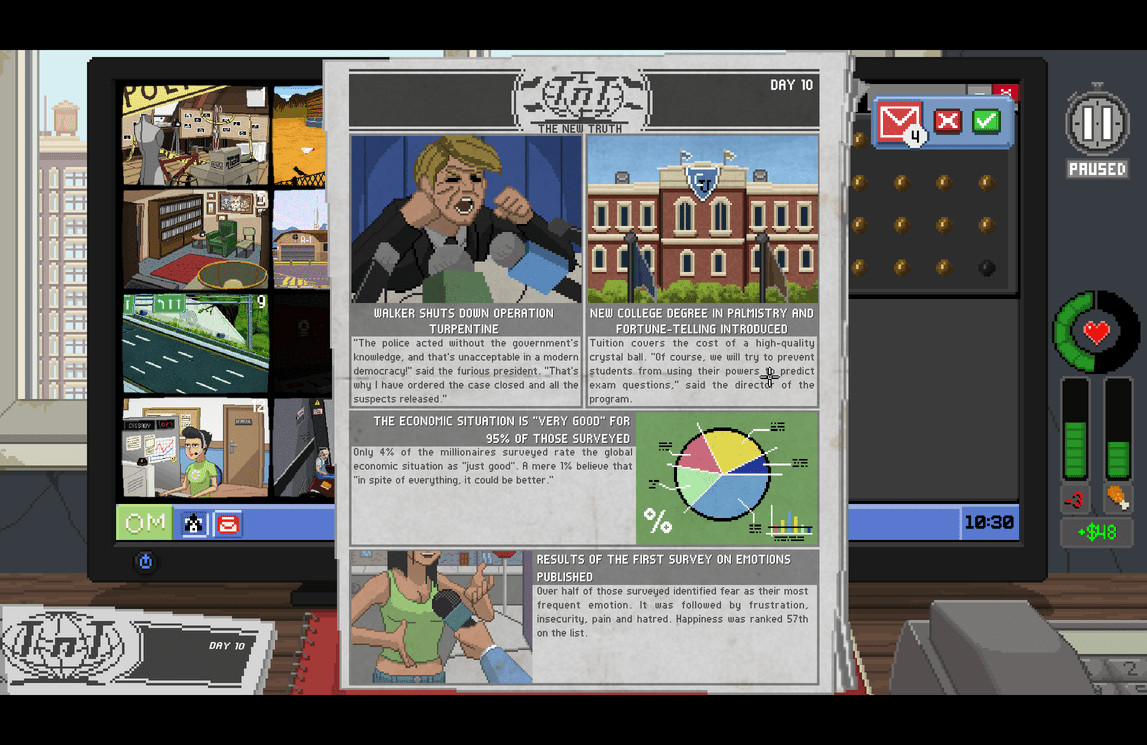 POLI
TnT
THE NEW TRUTH
DAY 10
4
PAUSED
WALKER SHUTS DOWN OPERATION
TURPENTINE
"The police acted without the government's
knowledge, and that's unacceptable in a modern
democracy!" said the furious president. "That's
why I have ordered the case closed and all the
suspects released."
NEW COLLEGE DEGREE IN PALMISTRY AND
FORTUNE-TELLING INTRODUCED
Tuition covers the cost of a high-quality
crystal ball. "Of course, we will try to prevent
students from using their powers to predict
exam questions," said the director of the
program.
9
12
THE ECONOMIC SITUATION IS "VERY GOOD" FOR
95% OF THOSE SURVEYED
Only 4% of the millionaires surveyed rate the global
economic situation as "just good". A mere 1% believe that
"in spite of everything, it could be better."
%
RESULTS OF THE FIRST SURVEY ON EMOTIONS
PUBLISHED
Over half of those surveyed identified fear as their most
frequent emotion. It was followed by frustration,
insecurity, pain and hatred. Happiness was ranked 57th
on the list.
OM
10:30
-3
+$48
TnT
DAY 10
2